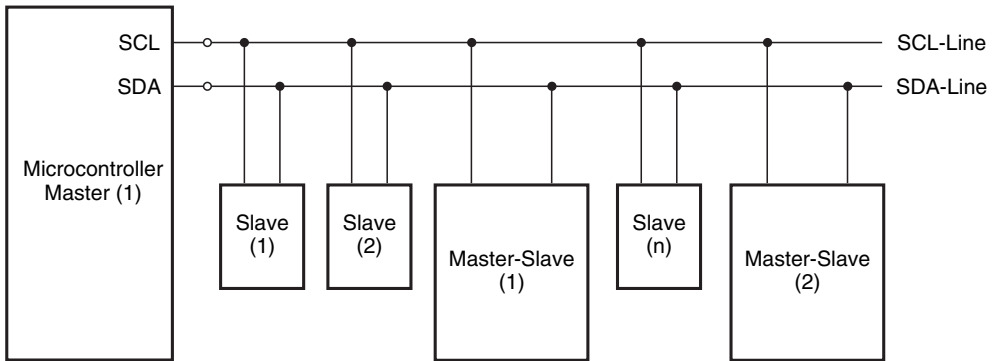 SCL
SCL-Line
SDA
SDA-Line
Microcontroller
Master (1)
Slave
(1)
Slave
(2)
Master-Slave
(1)
Slave
(n)
Master-Slave
(2)